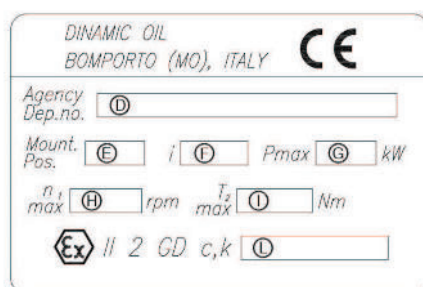 DINAMIC OIL
BOMPORTO (MO), ITALY CE
Agency Dep.no. D
Mount. Pos. E i F Pmax G kW
n1 max H rpm T2 max I Nm
Ex II 2 GD c,k L